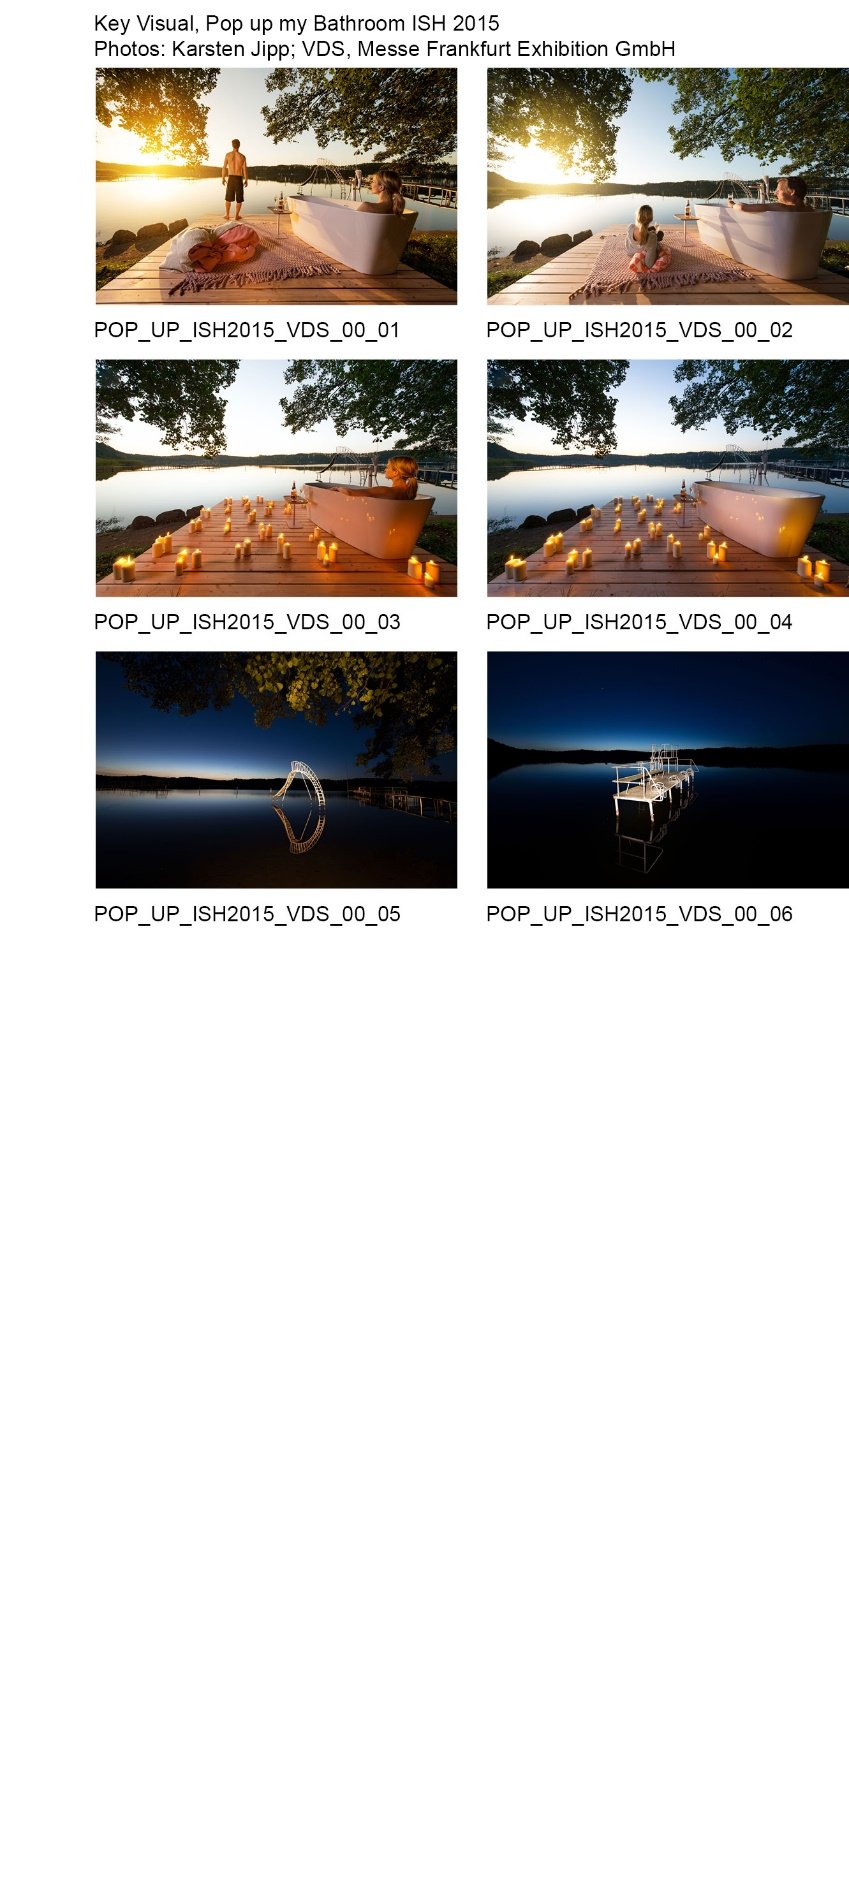 Key Visual, Pop up my Bathroom ISH 2015
Photos: Karsten Jipp; VDS, Messe Frankfurt Exhibition GmbH
POP_UP_ISH2015_VDS_00_01
POP_UP_ISH2015_VDS_00_02
POP_UP_ISH2015_VDS_00_03
POP_UP_ISH2015_VDS_00_04
POP_UP_ISH2015_VDS_00_05
POP_UP_ISH2015_VDS_00_06